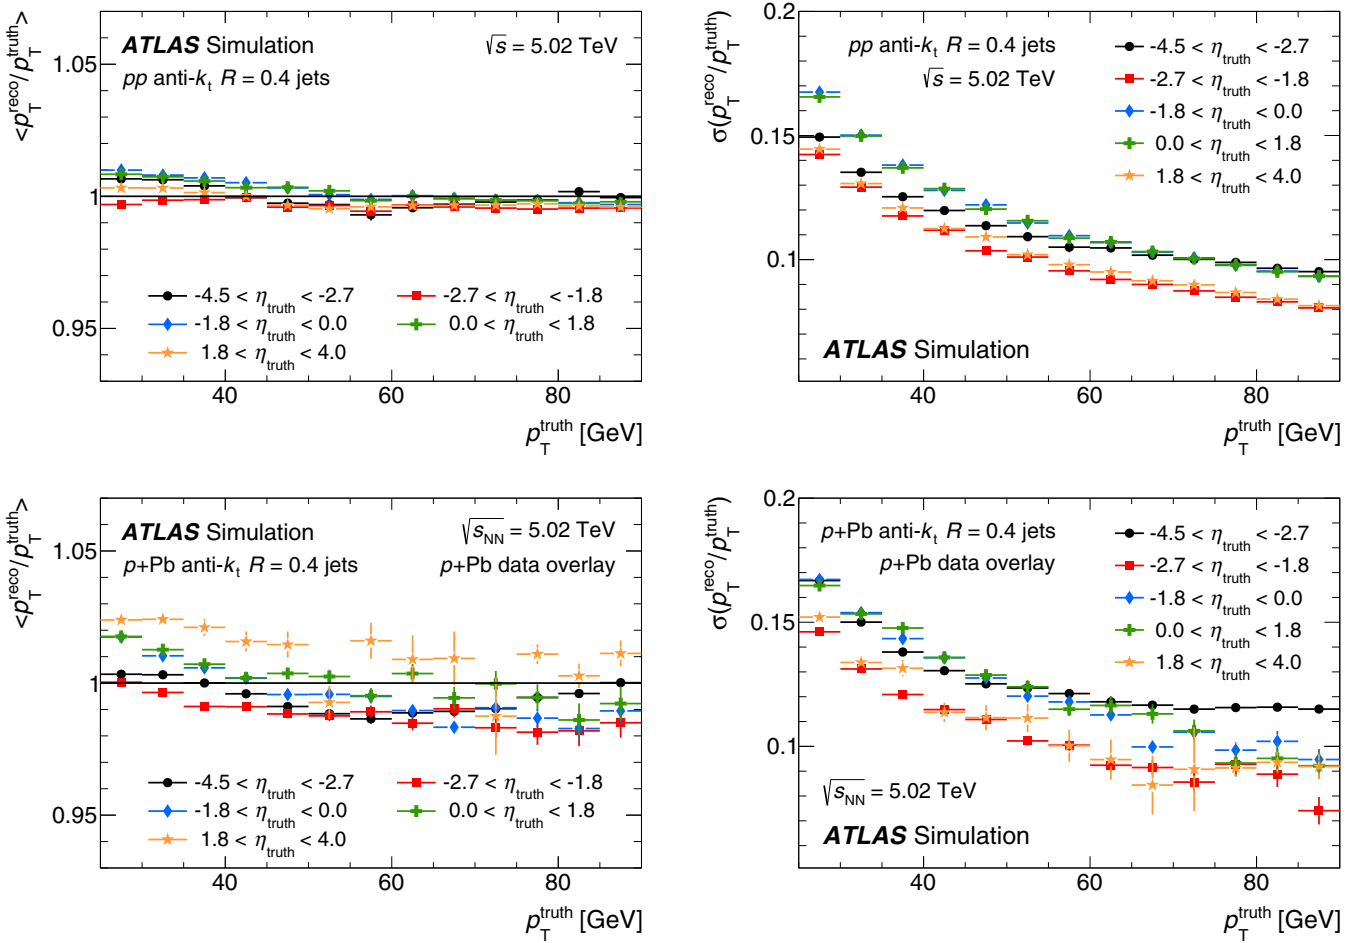 <p_T^reco/p_T^truth>
ATLAS Simulation
√s = 5.02 TeV
pp anti-k_t R = 0.4 jets
1.05
1
0.95
-4.5 < η_truth < -2.7
-2.7 < η_truth < -1.8
-1.8 < η_truth < 0.0
0.0 < η_truth < 1.8
1.8 < η_truth < 4.0
40
60
80
p_T^truth [GeV]
σ(p_T^reco/p_T^truth)
0.2
0.15
0.1
pp anti-k_t R = 0.4 jets
√s = 5.02 TeV
-4.5 < η_truth < -2.7
-2.7 < η_truth < -1.8
-1.8 < η_truth < 0.0
0.0 < η_truth < 1.8
1.8 < η_truth < 4.0
ATLAS Simulation
40
60
80
p_T^truth [GeV]
<p_T^reco/p_T^truth>
ATLAS Simulation
√s_NN = 5.02 TeV
p+Pb anti-k_t R = 0.4 jets
p+Pb data overlay
1.05
1
0.95
-4.5 < η_truth < -2.7
-2.7 < η_truth < -1.8
-1.8 < η_truth < 0.0
0.0 < η_truth < 1.8
1.8 < η_truth < 4.0
40
60
80
p_T^truth [GeV]
σ(p_T^reco/p_T^truth)
0.2
0.15
0.1
p+Pb anti-k_t R = 0.4 jets
p+Pb data overlay
-4.5 < η_truth < -2.7
-2.7 < η_truth < -1.8
-1.8 < η_truth < 0.0
0.0 < η_truth < 1.8
1.8 < η_truth < 4.0
√s_NN = 5.02 TeV
ATLAS Simulation
40
60
80
p_T^truth [GeV]